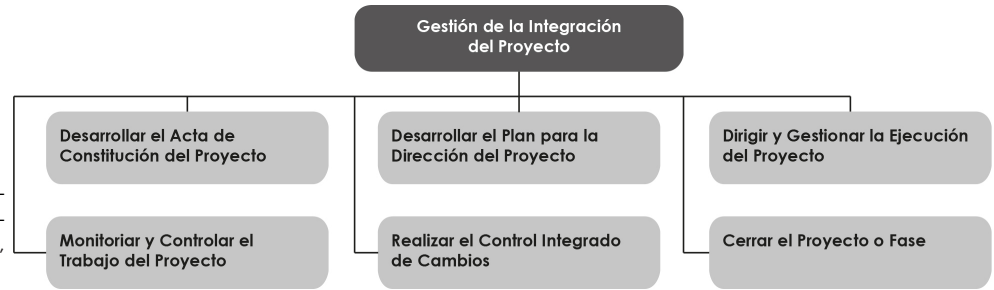 Gestión de la Integración
del Proyecto
Desarrollar el Acta de
Constitución del Proyecto
Desarrollar el Plan para la
Dirección del Proyecto
Dirigir y Gestionar la Ejecución
del Proyecto
Monitoriar y Controlar el
Trabajo del Proyecto
Realizar el Control Integrado
de Cambios
Cerrar el Proyecto o Fase